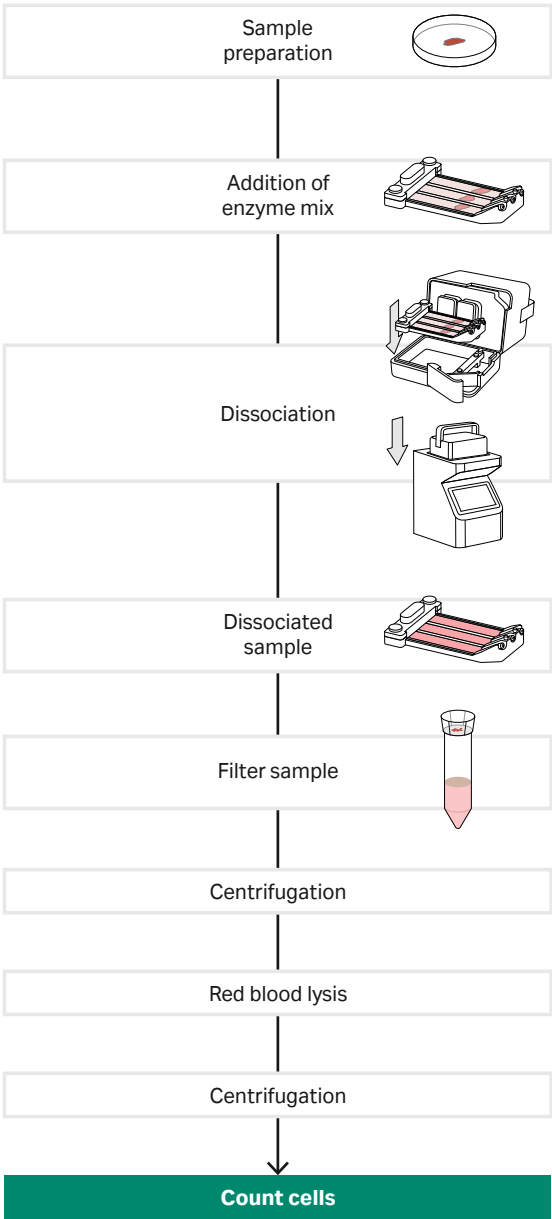 Sample
preparation
Addition of
enzyme mix
Dissociation
Dissociated
sample
Filter sample
Centrifugation
Red blood lysis
Centrifugation
Count cells